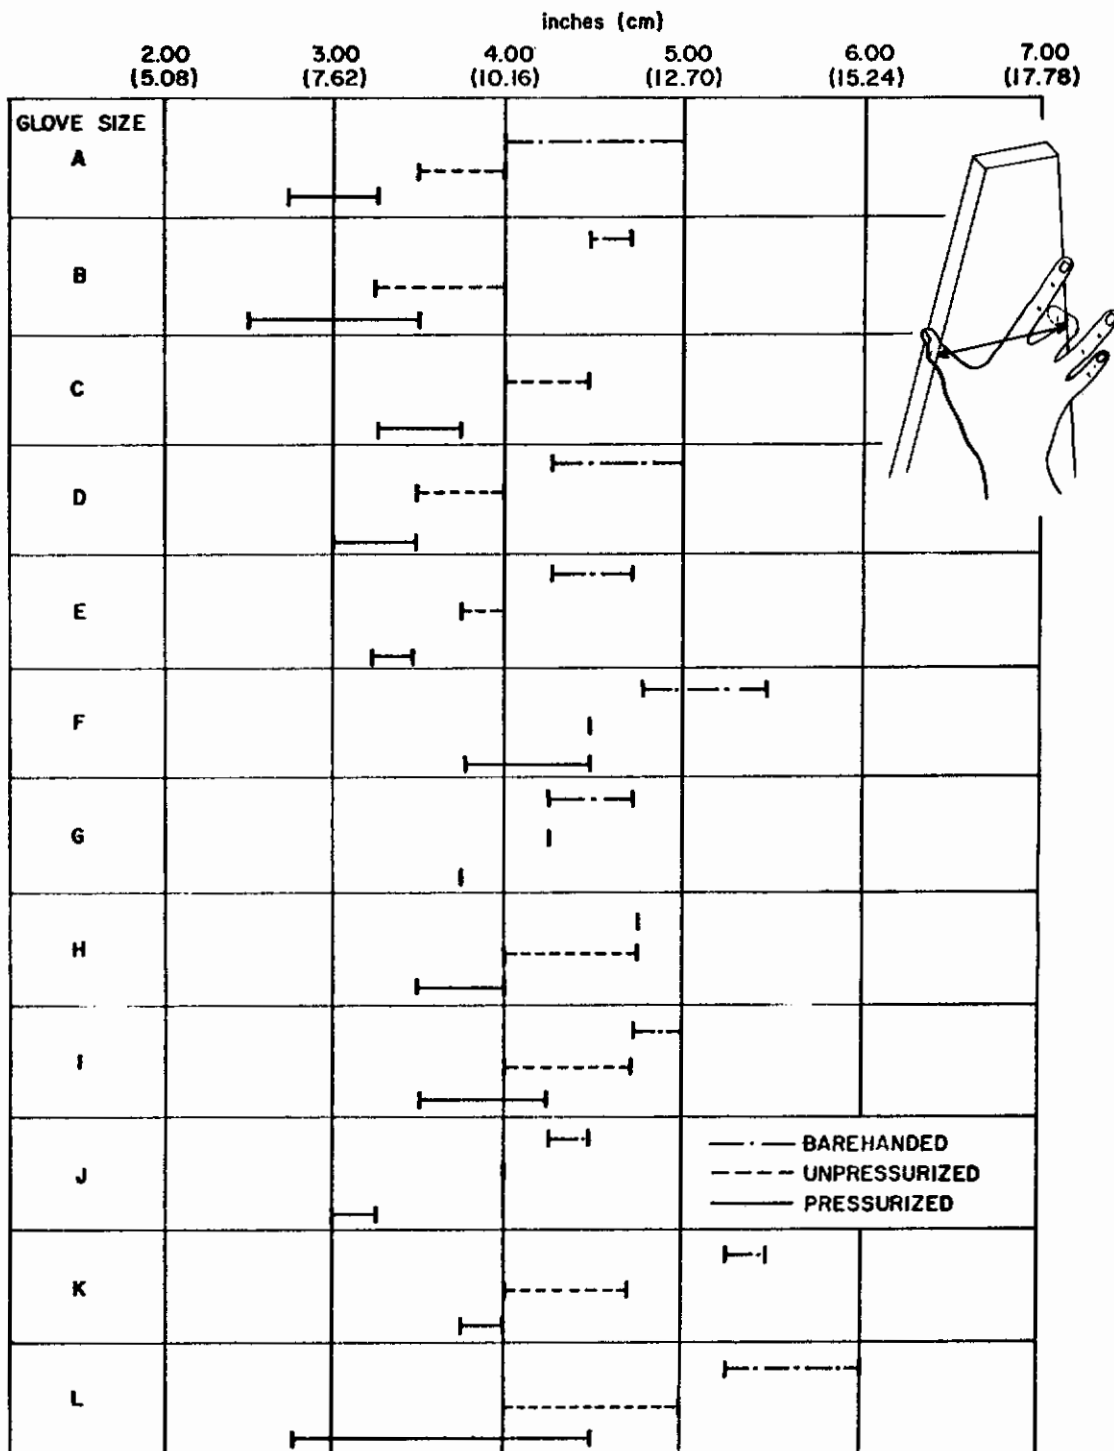 inches (cm)
2.00 3.00 4.00 5.00 6.00 7.00
(5.08) (7.62) (10.16) (12.70) (15.24) (17.78)
GLOVE SIZE
A
B
C
D
E
F
G
H
I
J
K
L
BAREHANDED
UNPRESSURIZED
PRESSURIZED